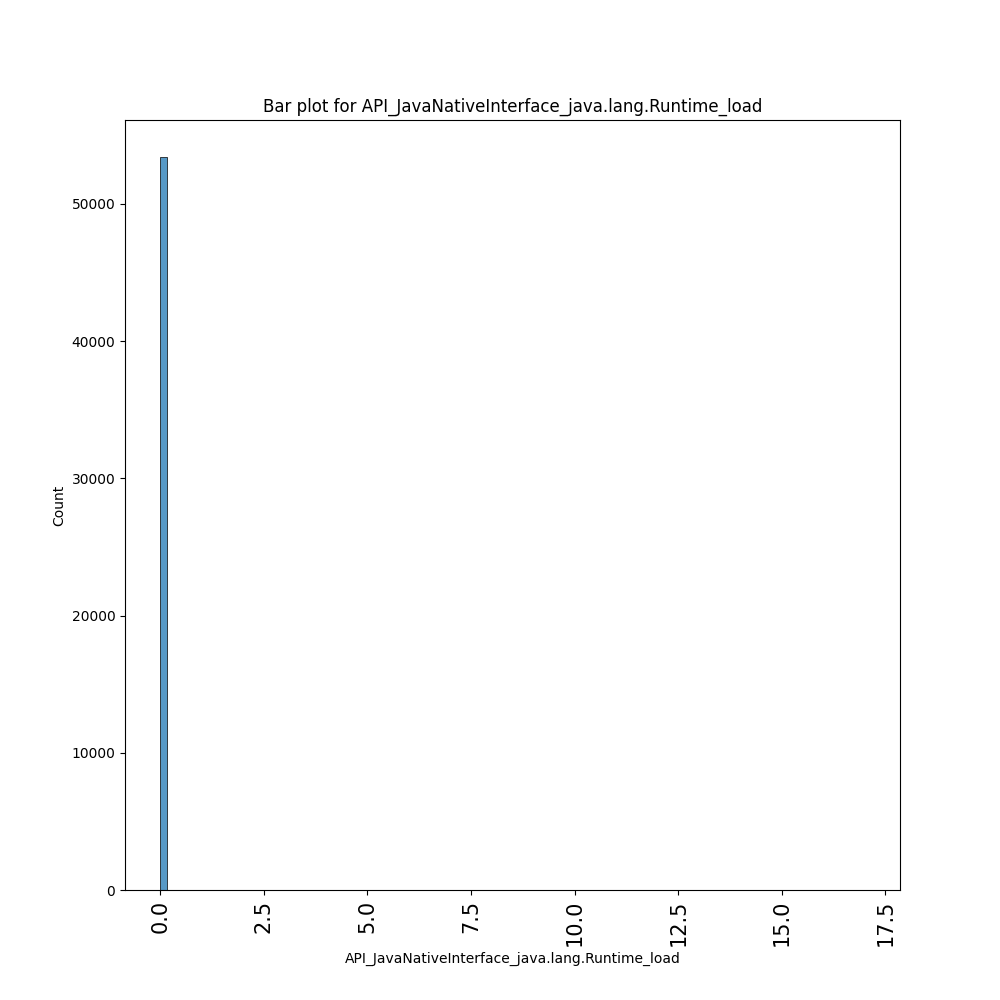 Bar plot for API_JavaNativeInterface_java.lang.Runtime_load
50000
40000
30000
20000
10000
0
Count
0.0 2.5 5.0 7.5 10.0 12.5 15.0 17.5
API_JavaNativeInterface_java.lang.Runtime_load